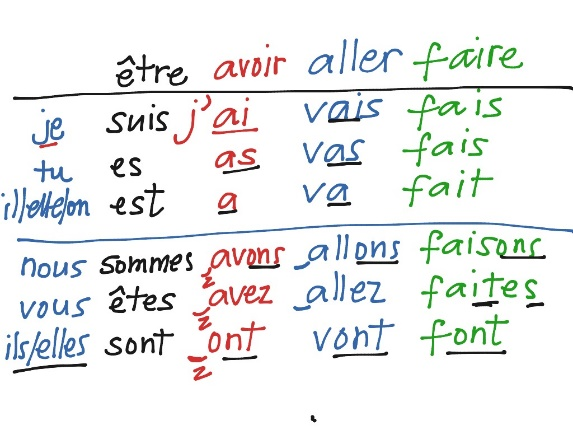 être avoir aller faire
je suis j'ai vais fais
tu es as vas fais
il/elle/on est a va fait
nous sommes avons allons faisons
z
vous êtes avez allez faites
z
ils/elles sont ont vont font
z